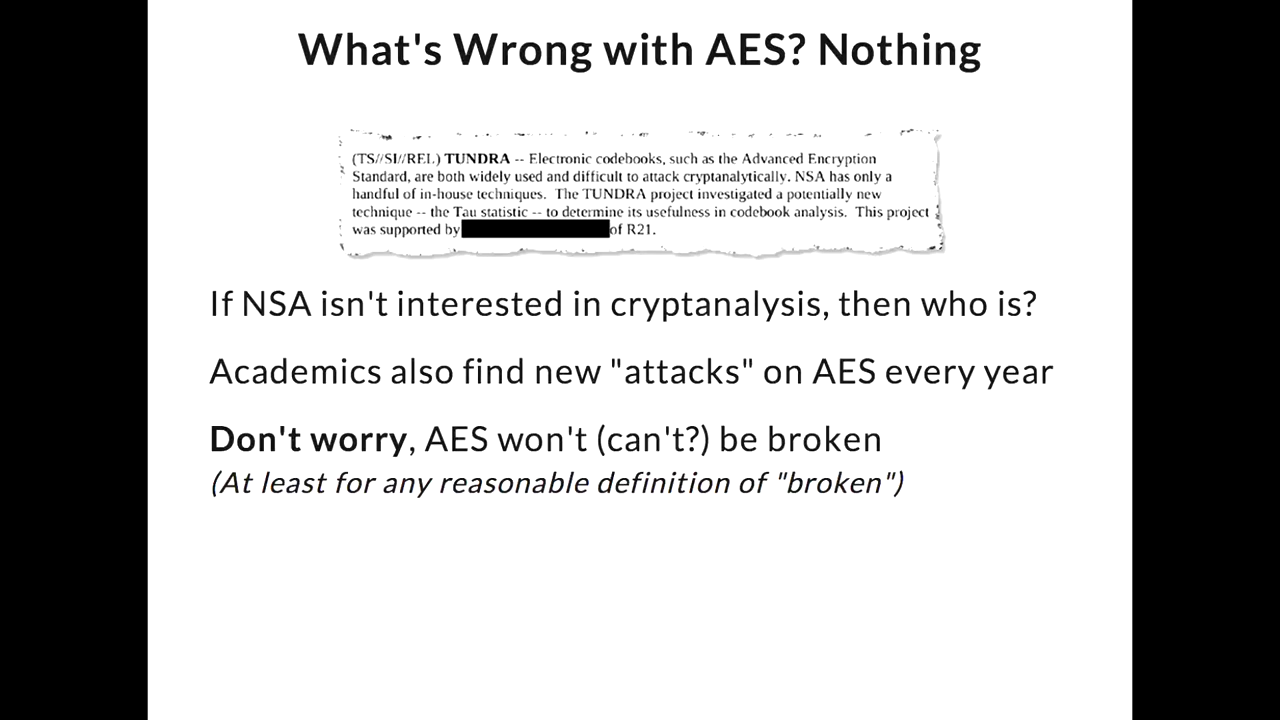 What's Wrong with AES? Nothing
(TS//SI//REL) TUNDRA -- Electronic codebooks, such as the Advanced Encryption
Standard, are both widely used and difficult to attack cryptanalytically. NSA has only a
handful of in-house techniques. The TUNDRA project investigated a potentially new
technique -- the Tau statistic -- to determine its usefulness in codebook analysis. This project
was supported by of R21.
If NSA isn't interested in cryptanalysis, then who is?
Academics also find new "attacks" on AES every year
Don't worry, AES won't (can't?) be broken
(At least for any reasonable definition of "broken")